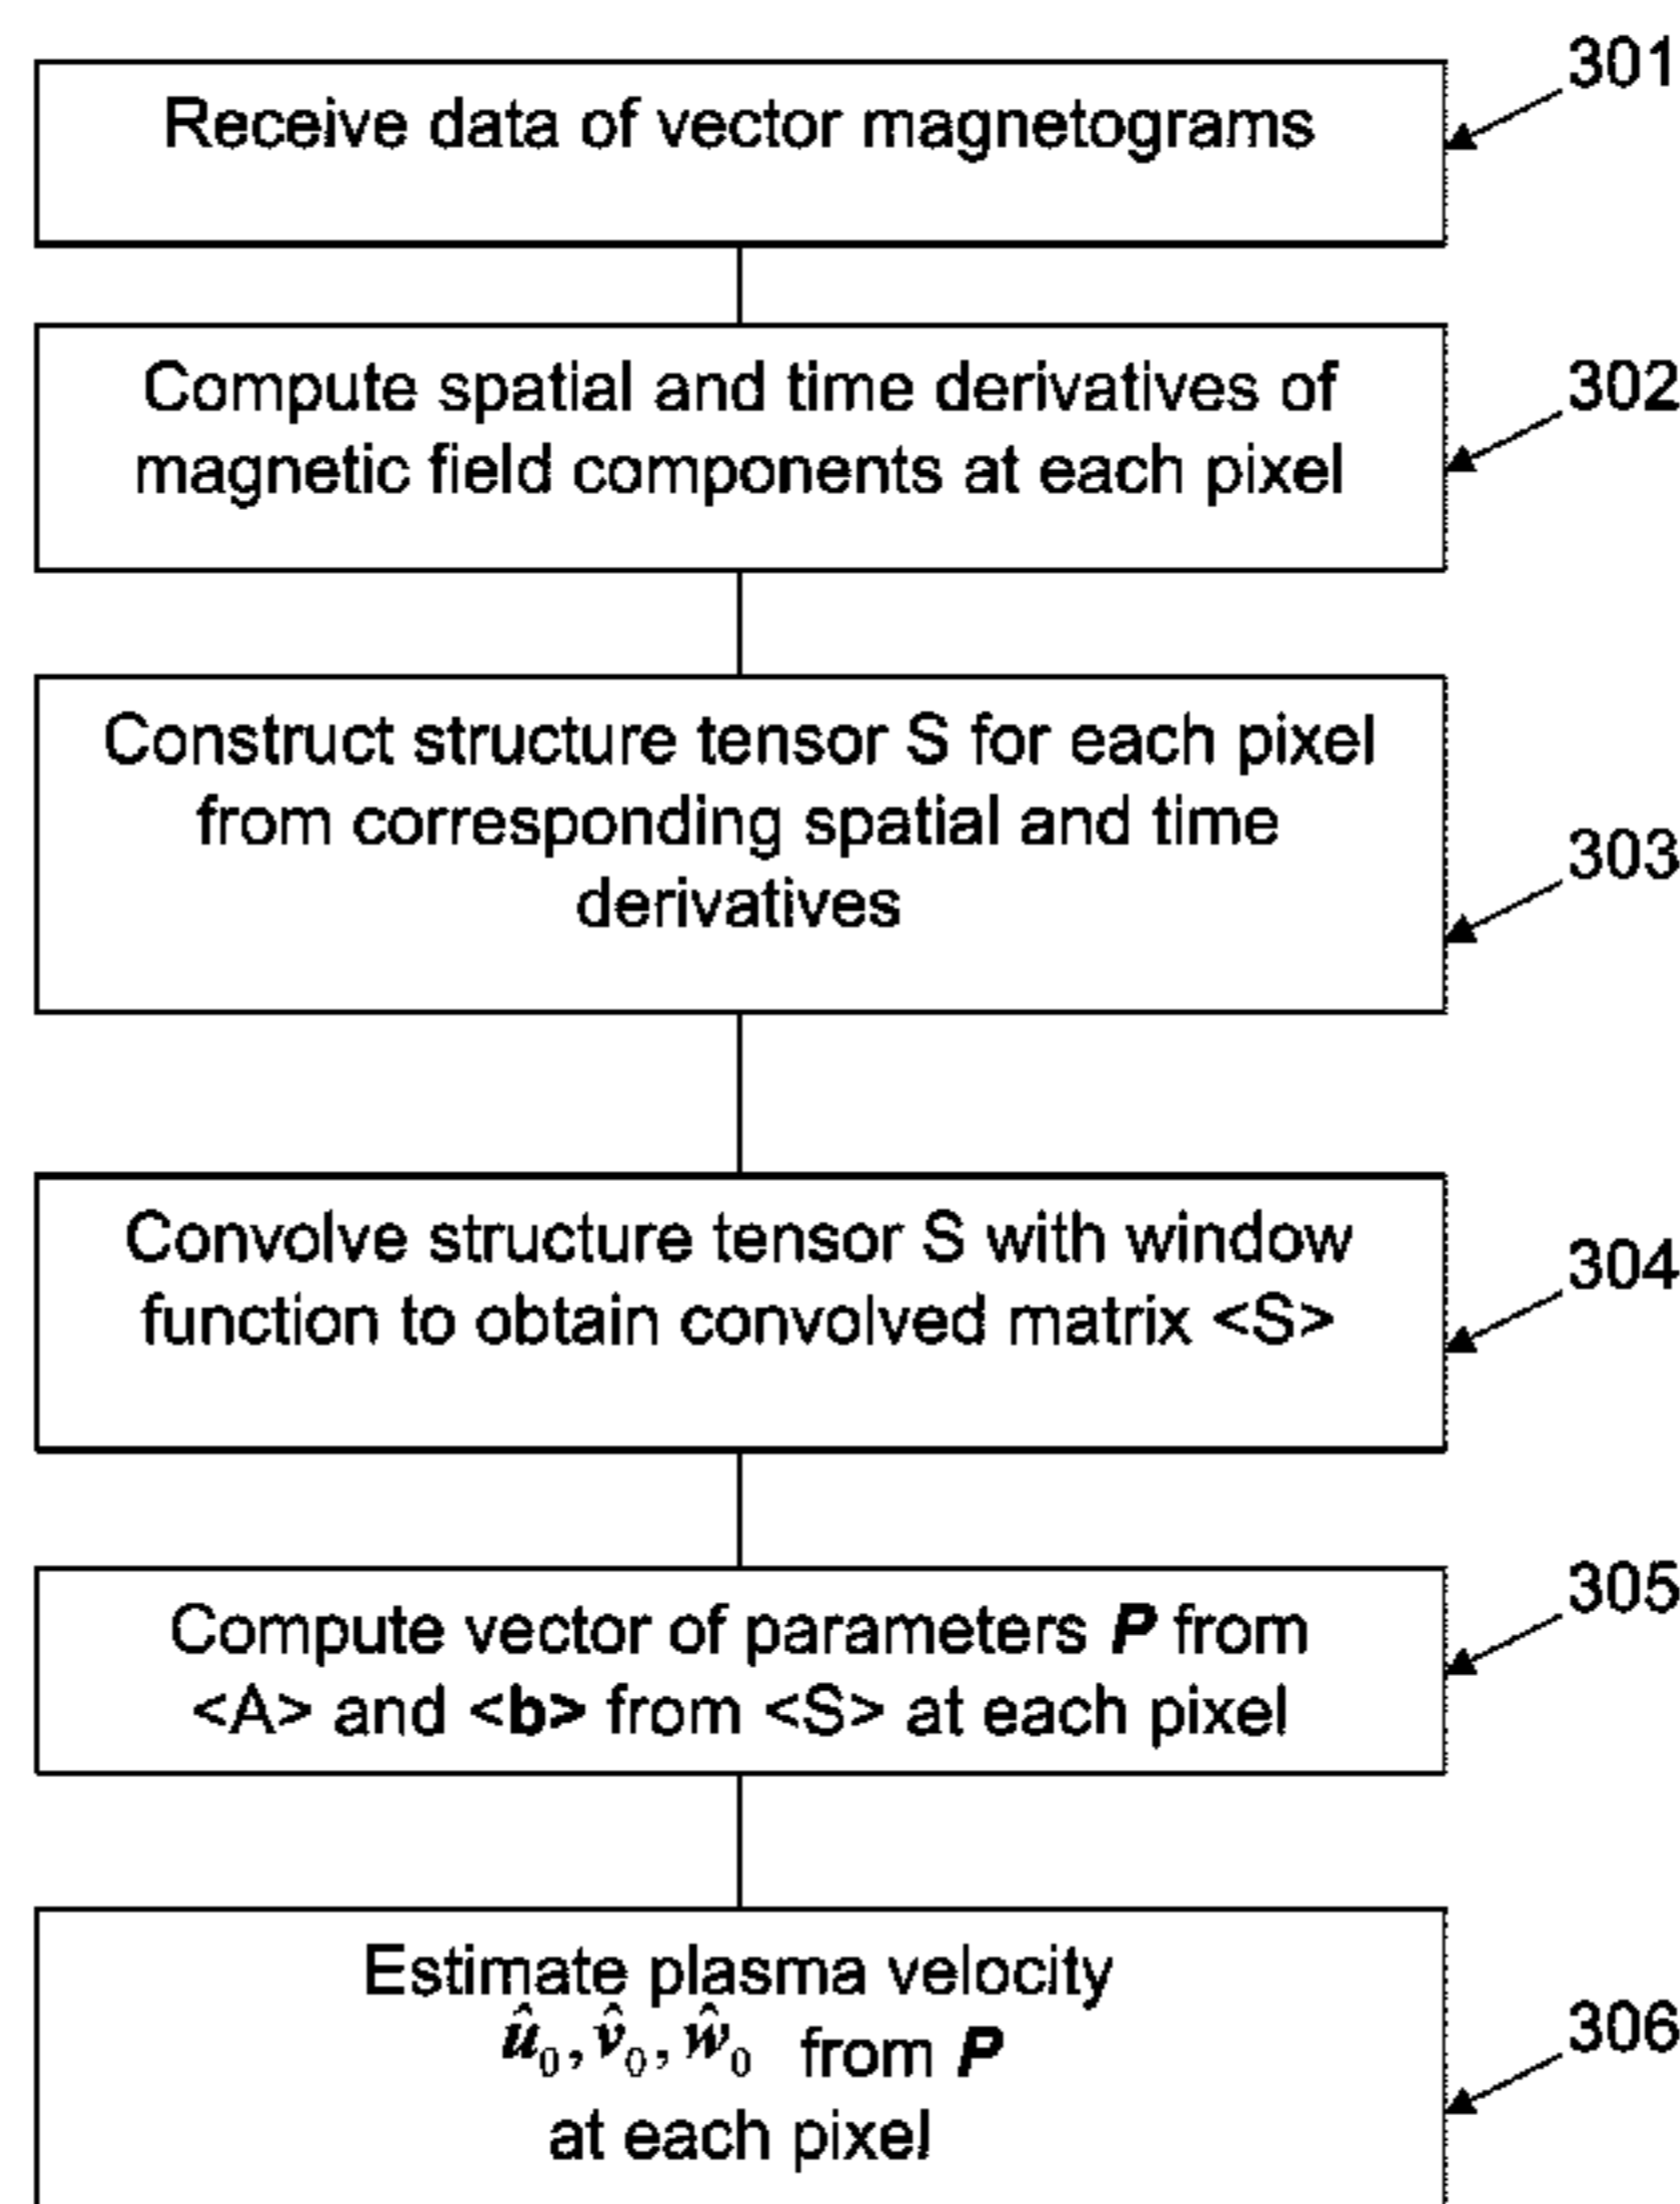 301
Receive data of vector magnetograms
302
Compute spatial and time derivatives of
magnetic field components at each pixel
Construct structure tensor S for each pixel
from corresponding spatial and time
derivatives
303
Convolve structure tensor S with window
function to obtain convolved matrix <S>
304
305
Compute vector of parameters P from
<A> and <b> from <S> at each pixel
Estimate plasma velocity
û₀, v̂₀, ŵ₀ from P
at each pixel
306